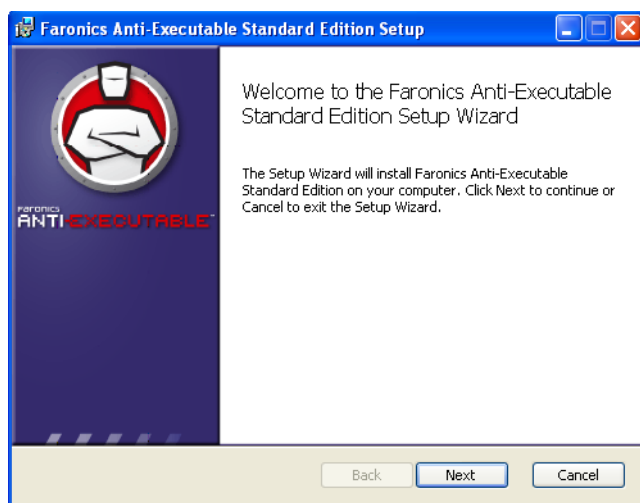 Faronics Anti-Executable Standard Edition Setup
Welcome to the Faronics Anti-Executable
Standard Edition Setup Wizard
The Setup Wizard will install Faronics Anti-Executable
Standard Edition on your computer. Click Next to continue or
Cancel to exit the Setup Wizard.
FARONICS
ANTI-EXECUTABLE™
Back
Next
Cancel